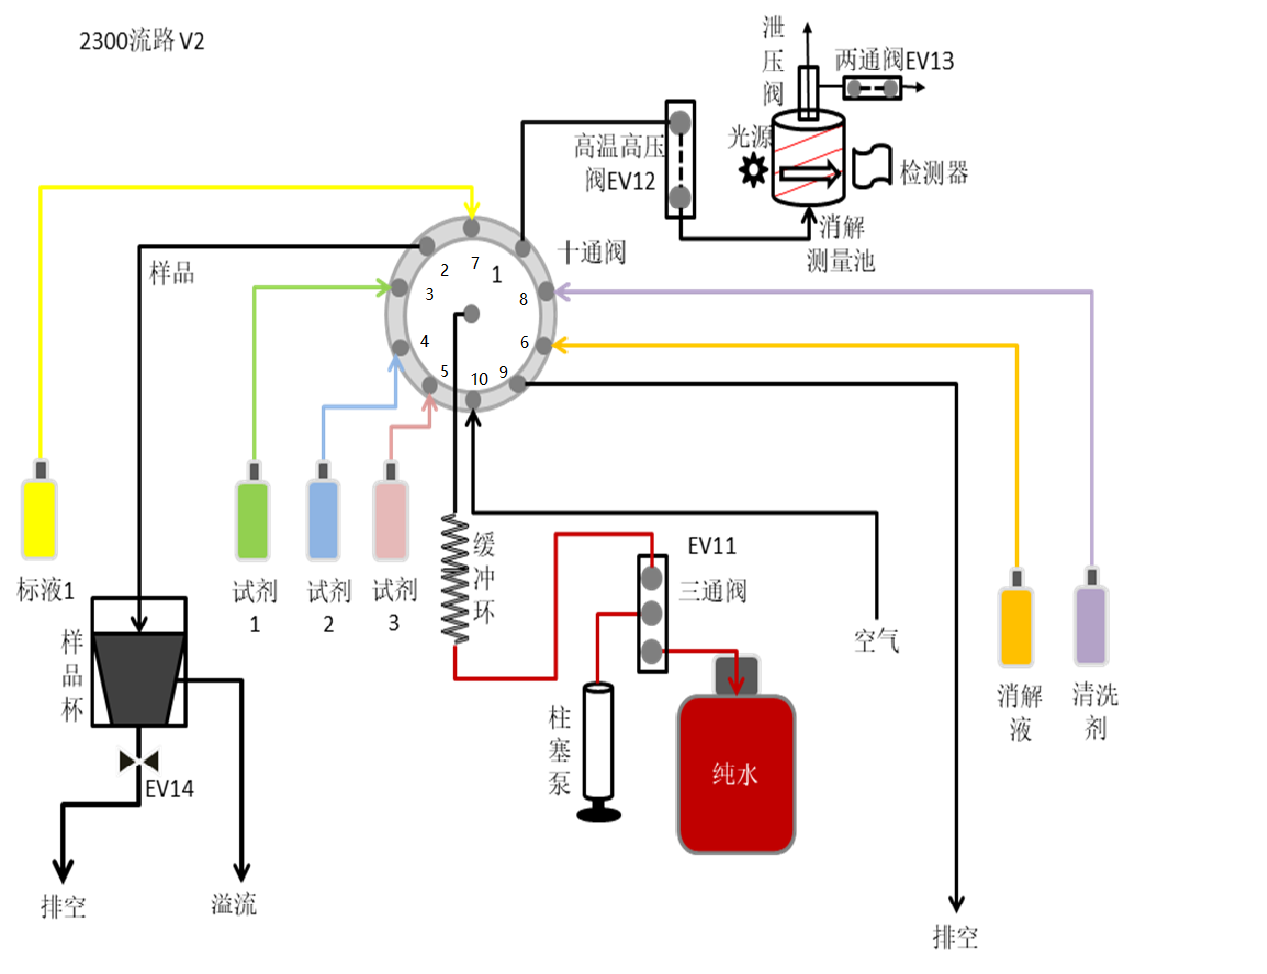 2300流路V2
泄
压
阀
两通阀EV13
光源
检测器
高温高压
阀EV12
消解
测量池
十通阀
样品
2
7
1
3
8
4
6
5
10
9
标液1
试剂
1
试剂
2
试剂
3
缓
冲
环
EV11
三通阀
空气
样
品
杯
EV14
柱
塞
泵
纯水
消解
液
清洗
剂
排空
溢流
排空